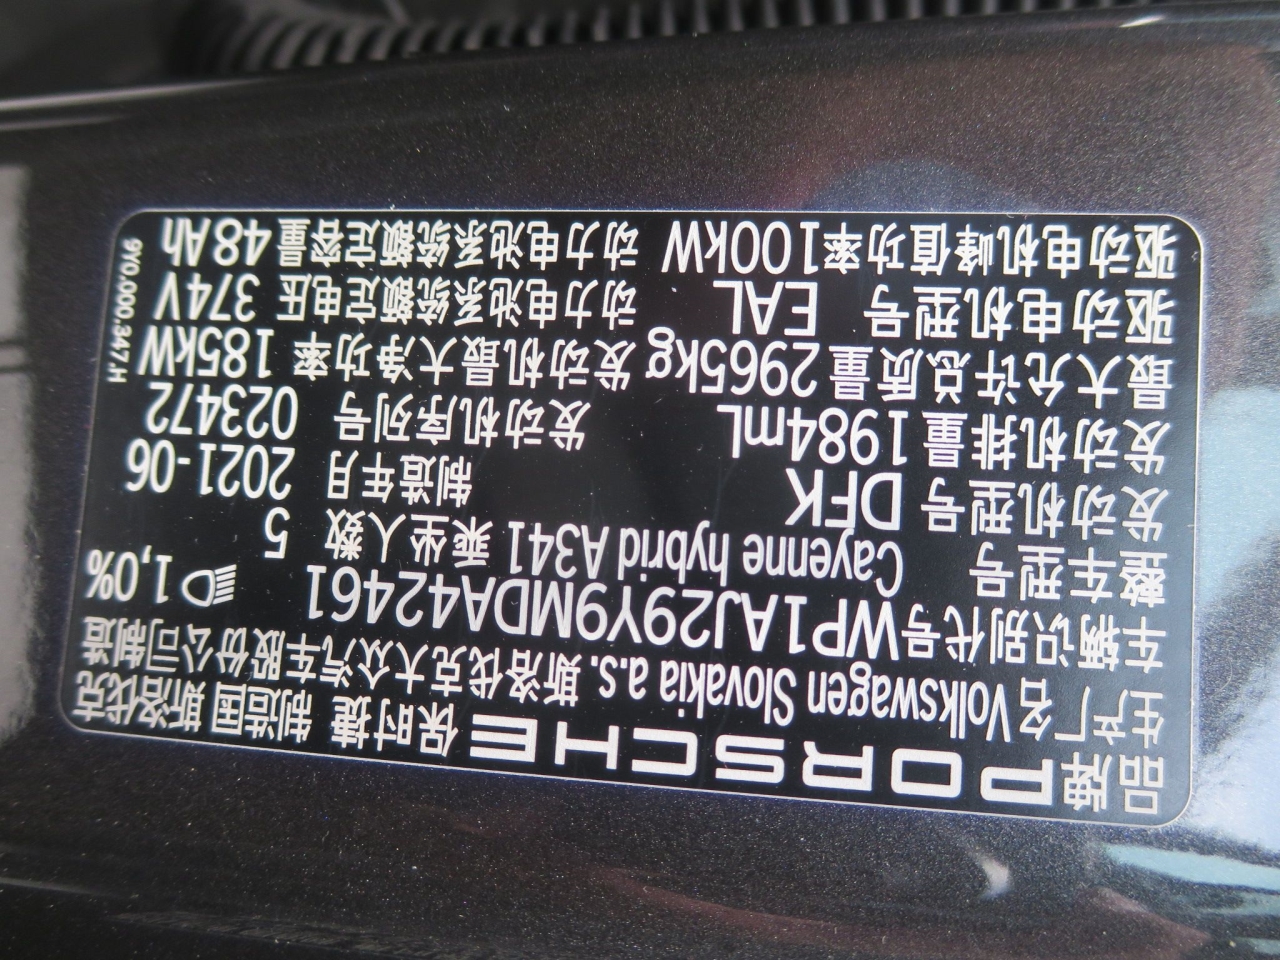 品牌 PORSCHE 保时捷 制造国 斯洛伐克
生产厂名 Volkswagen Slovakia a.s. 斯洛伐克大众汽车股份公司制造
车辆识别代号 WP1AJ29Y9MDA42461 1,0%
整车型号 Cayenne hybrid A341 乘坐人数 5
发动机型号 DFK 制造年月 2021-06
发动机排量 1984mL 发动机序列号 023472
最大允许总质量 2965kg 发动机最大净功率 185kW
驱动电机型号 EAL 动力电池系统额定电压 374V
驱动电机峰值功率 100kW 动力电池系统额定容量 48Ah
9Y0.000.347.H